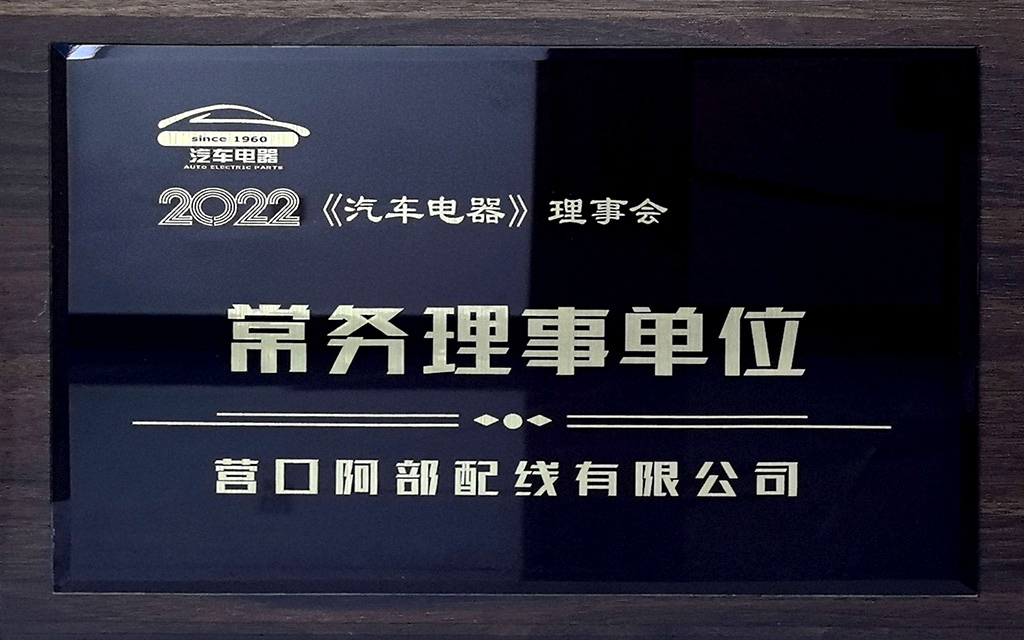 since 1960
汽车电器
AUTO ELECTRIC PARTS
2022《汽车电器》理事会
常务理事单位
营口阿部配线有限公司